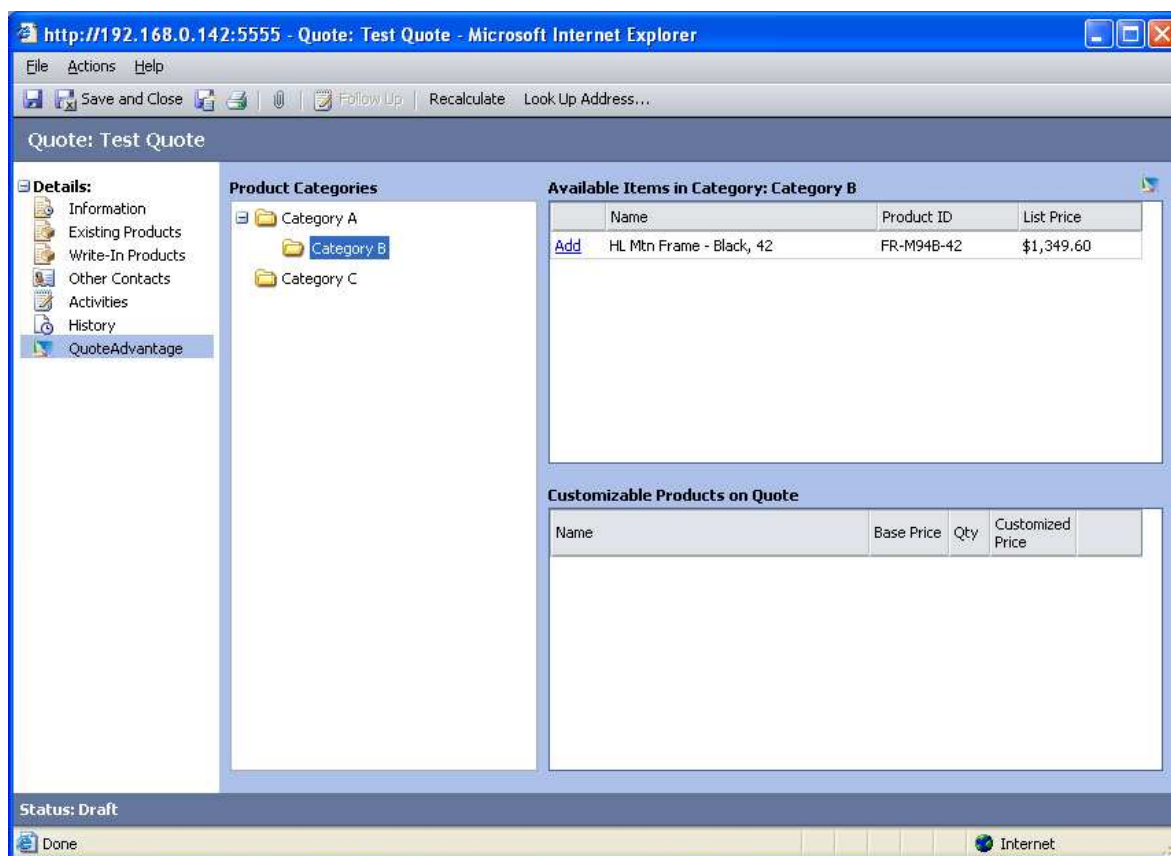 http://192.168.0.142:5555 - Quote: Test Quote - Microsoft Internet Explorer
File Actions Help
Save and Close Follow Up Recalculate Look Up Address...
Quote: Test Quote
Details:
Information
Existing Products
Write-In Products
Other Contacts
Activities
History
QuoteAdvantage
Product Categories
Category A
Category B
Category C
Available Items in Category: Category B
Name Product ID List Price
Add HL Mtn Frame - Black, 42 FR-M94B-42 $1,349.60
Customizable Products on Quote
Name Base Price Qty Customized Price
Status: Draft
Done Internet